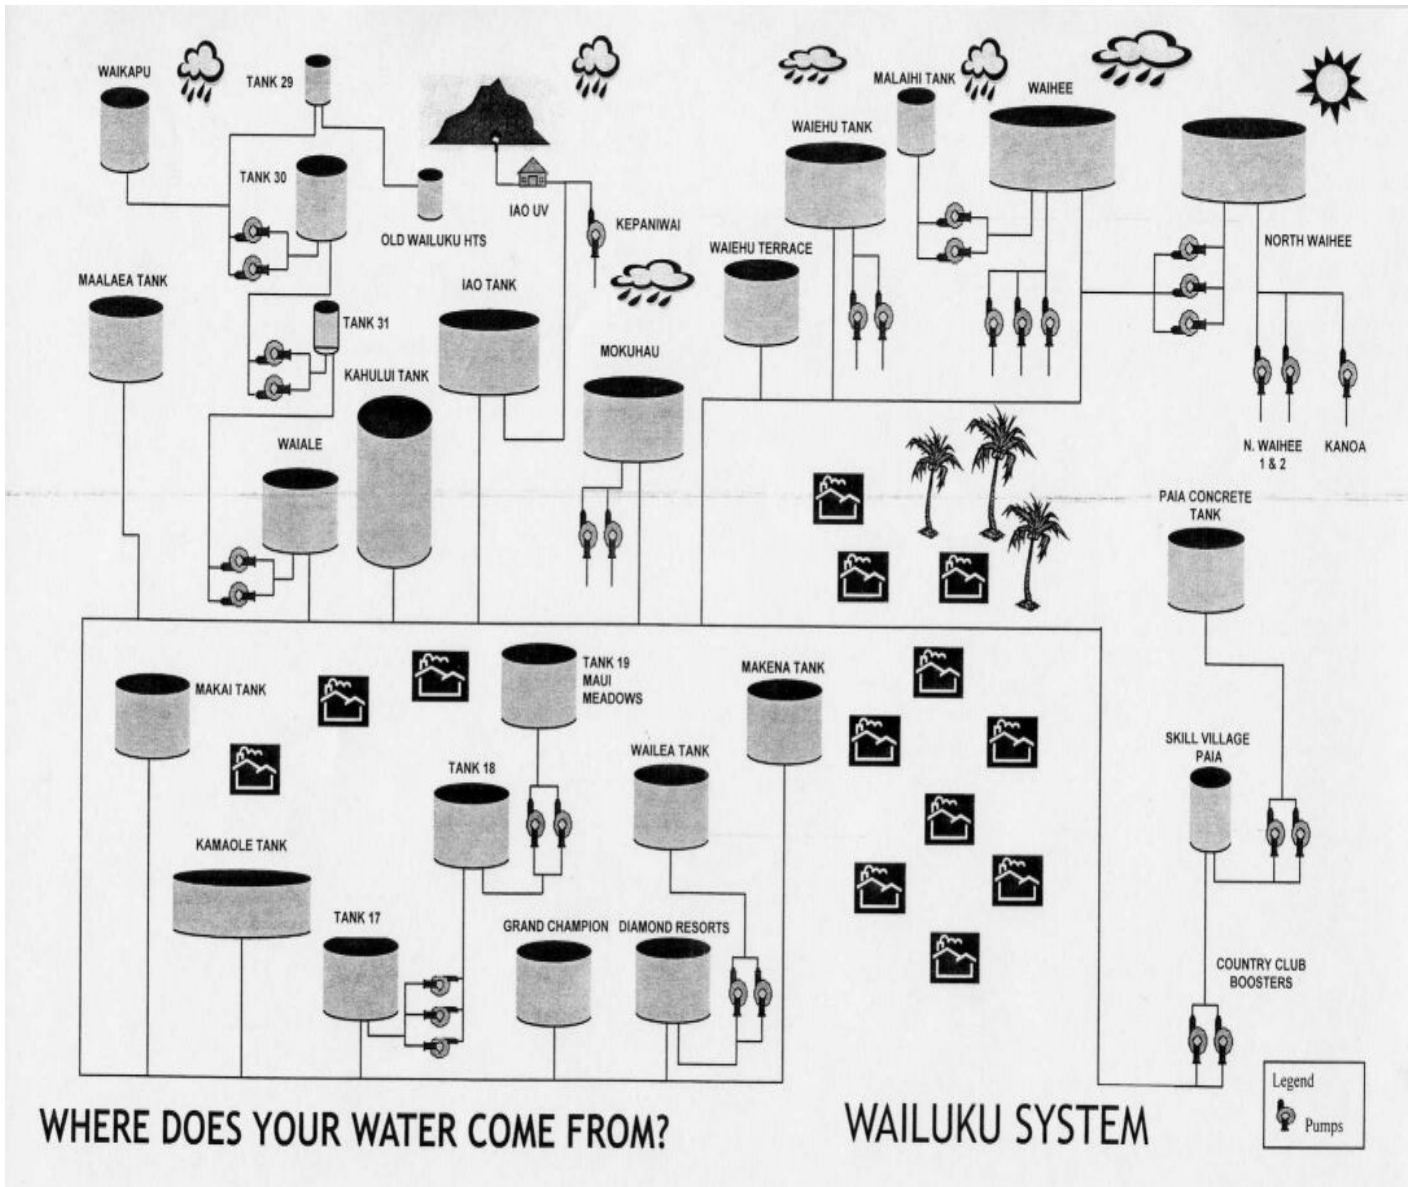 WAIKAPU
TANK 29
MALAIHI TANK
WAIHEE
WAIEHU TANK
TANK 30
IAO UV
KEPANIWAI
OLD WAILUKU HTS
WAIEHU TERRACE
NORTH WAIHEE
MAALAEA TANK
IAO TANK
TANK 31
MOKUHAU
KAHULUI TANK
WAIALE
N. WAIHEE
1 & 2
KANOA
PAIA CONCRETE
TANK
MAKAI TANK
TANK 19
MAUI
MEADOWS
MAKENA TANK
WAILEA TANK
SKILL VILLAGE
PAIA
TANK 18
KAMAOLE TANK
TANK 17
GRAND CHAMPION
DIAMOND RESORTS
COUNTRY CLUB
BOOSTERS
Legend
Pumps
WHERE DOES YOUR WATER COME FROM?
WAILUKU SYSTEM